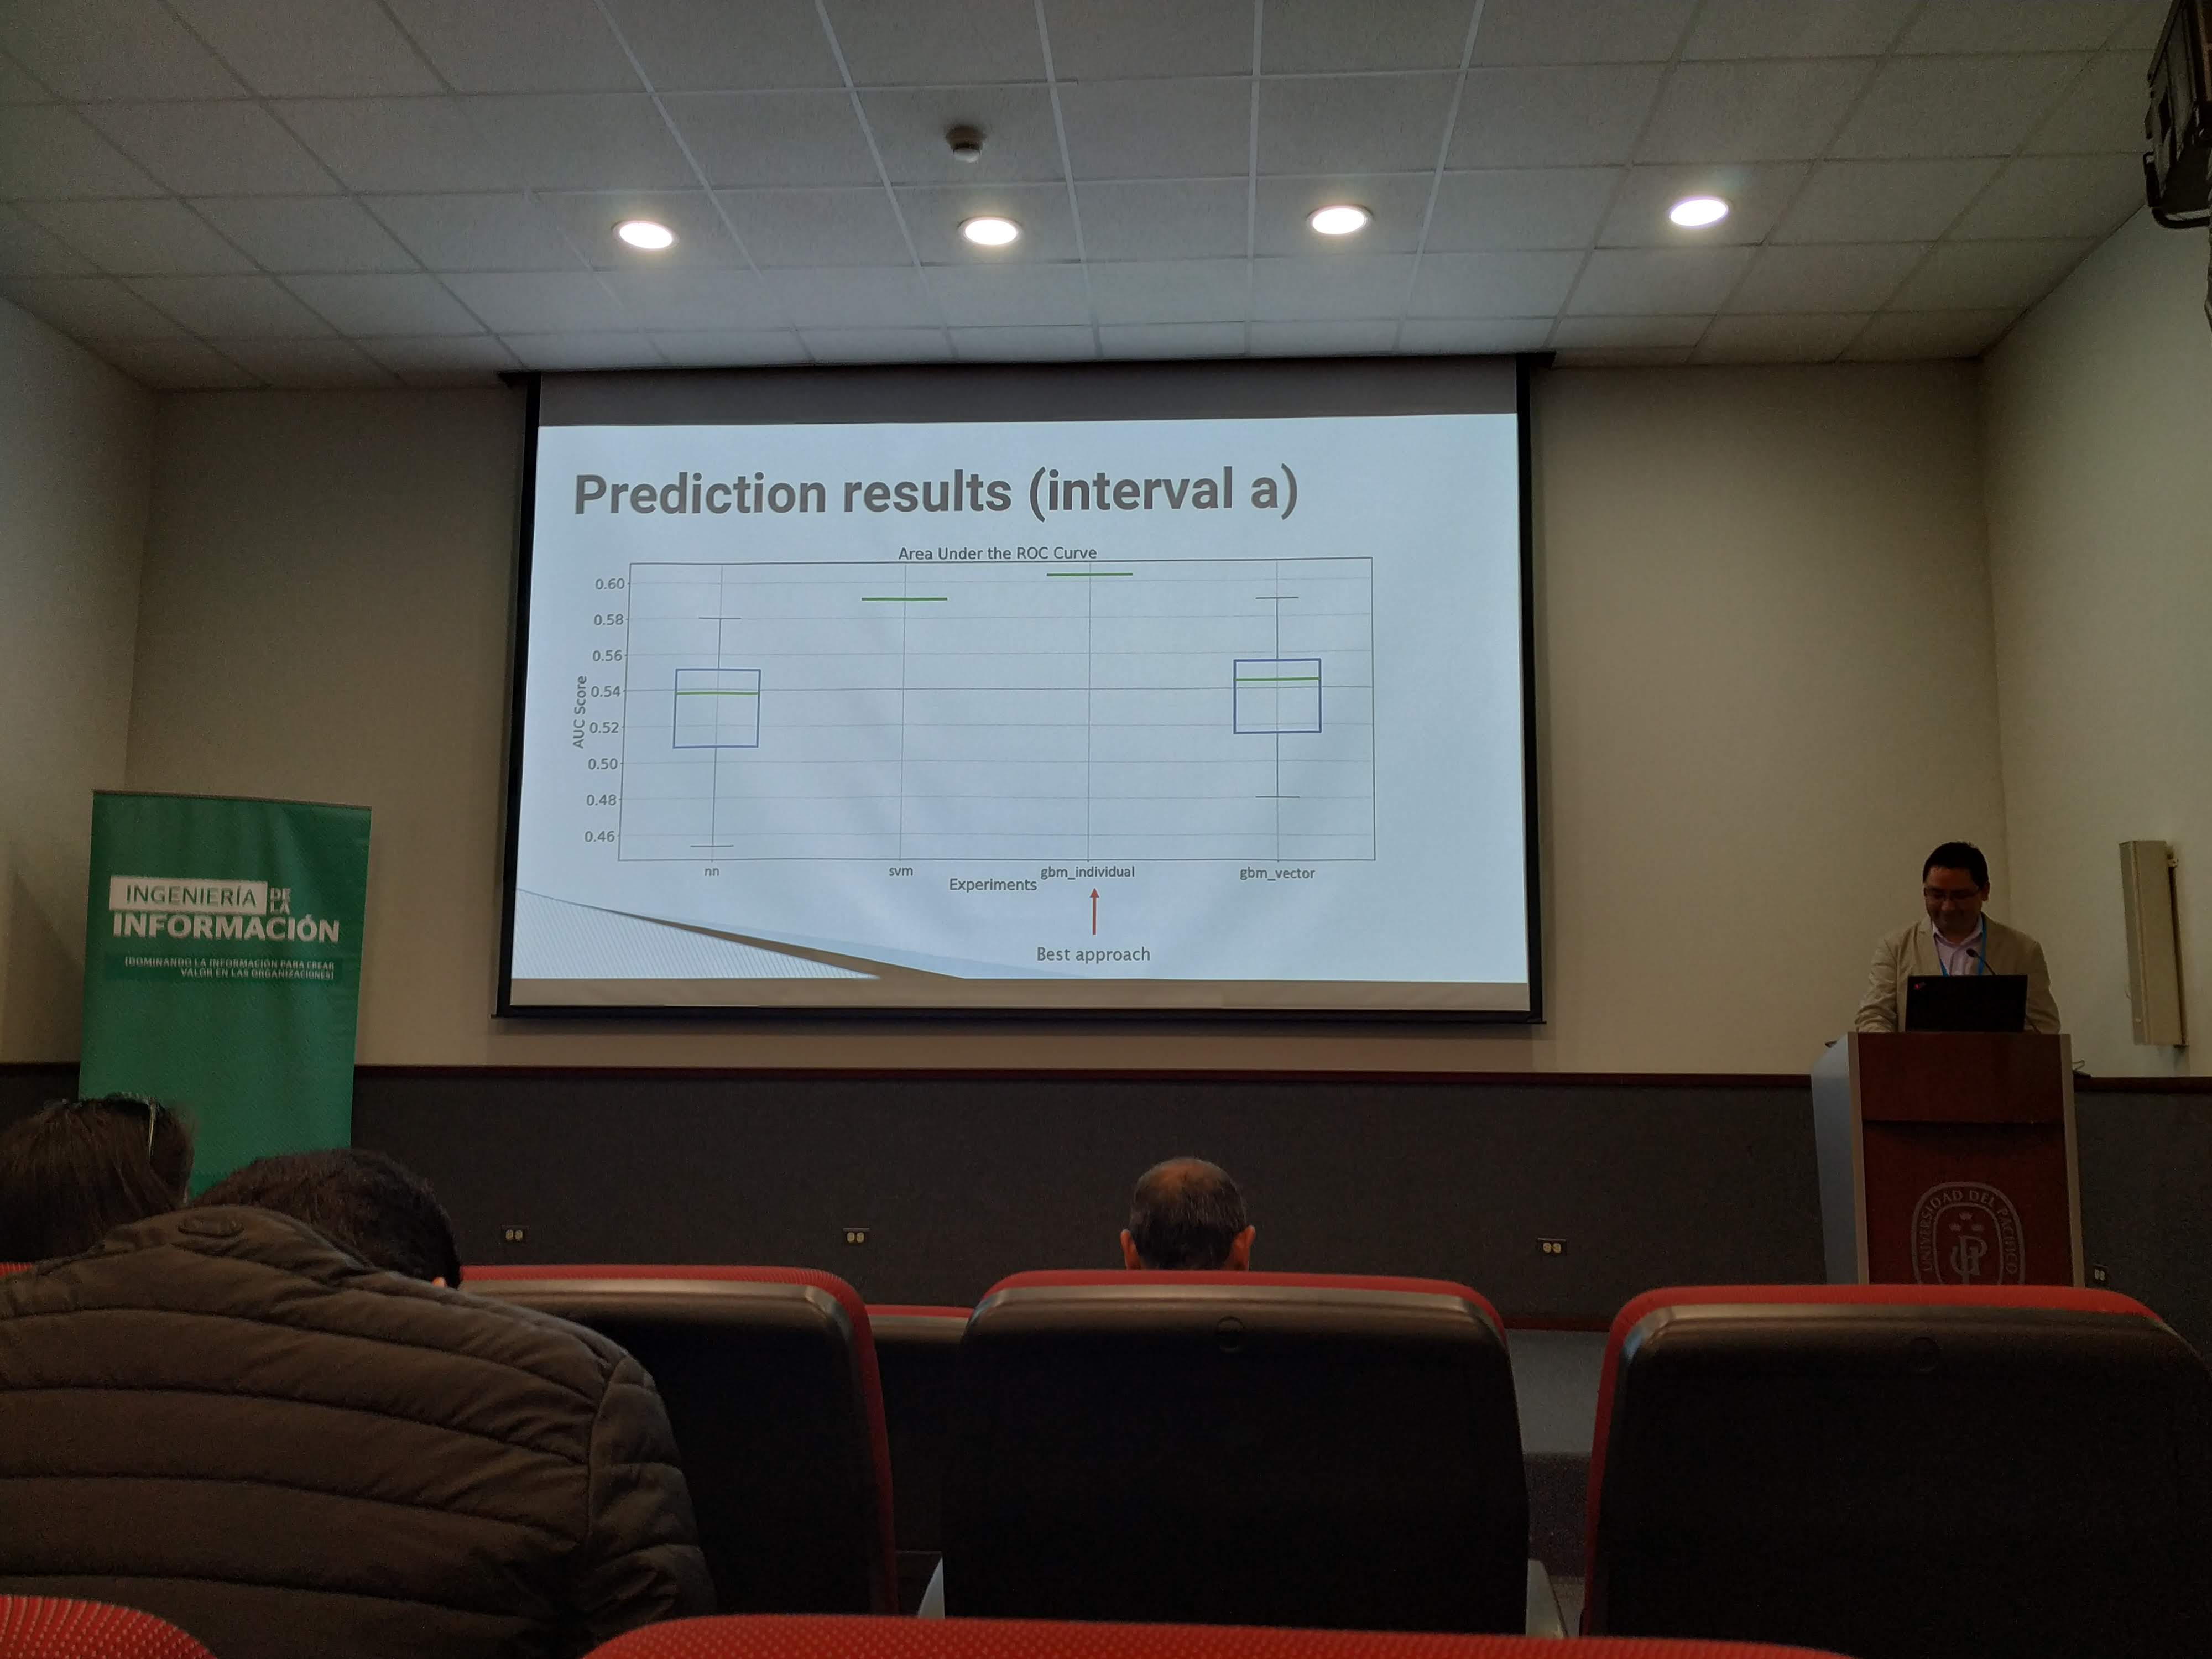 Prediction results (interval a)
Area Under the ROC Curve
AUC Score
0.60
0.58
0.56
0.54
0.52
0.50
0.48
0.46
nn
svm
gbm_individual
gbm_vector
Experiments
Best approach
INGENIERÍA DE LA
INFORMACIÓN
[DOMINANDO LA INFORMACIÓN PARA CREAR
VALOR EN LAS ORGANIZACIONES]
UNIVERSIDAD DEL PACÍFICO
UP